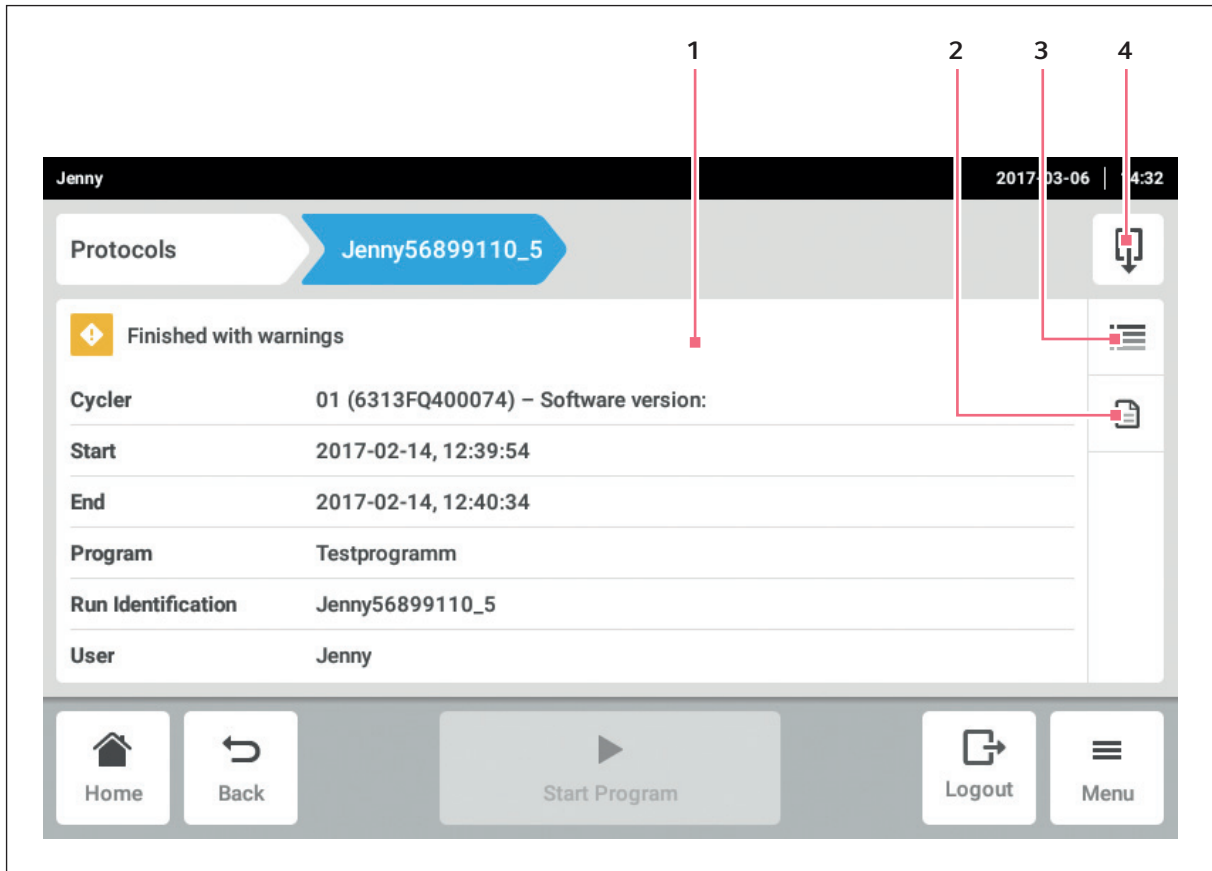 1 2 3 4
Jenny 2017-03-06 14:32
Protocols Jenny56899110_5
Finished with warnings
Cycler 01 (6313FQ400074) – Software version:
Start 2017-02-14, 12:39:54
End 2017-02-14, 12:40:34
Program Testprogramm
Run Identification Jenny56899110_5
User Jenny
Home Back Start Program Logout Menu